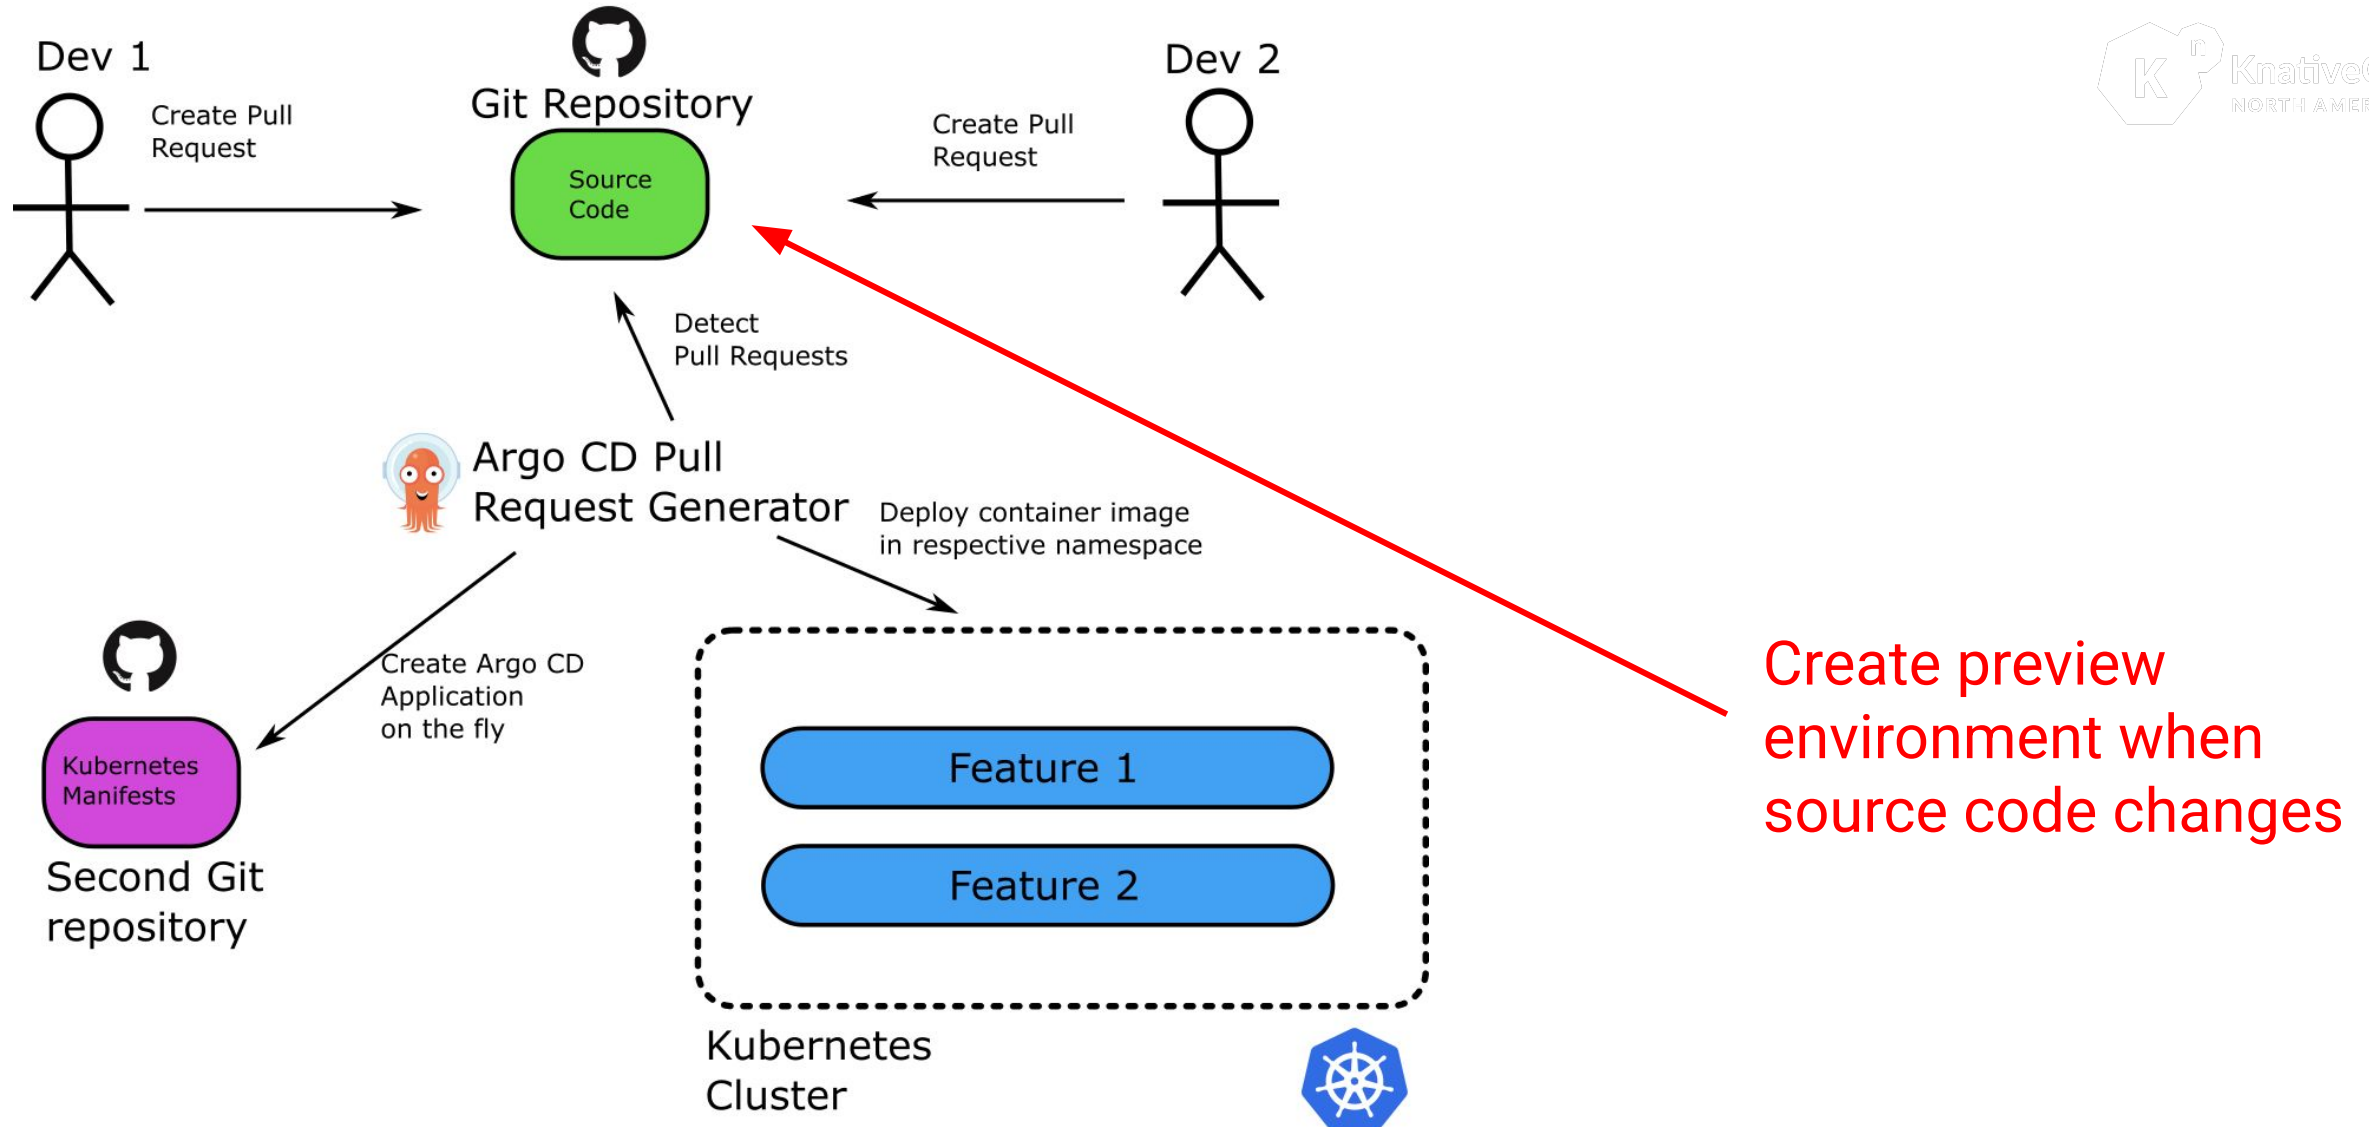 Dev 1
Create Pull
Request
Git Repository
Source
Code
Create Pull
Request
Dev 2
K
n
NORTH
Detect
Pull Requests
Argo CD Pull
Request Generator
Deploy container image
in respective namespace
Create Argo CD
Application
on the fly
Kubernetes
Manifests
Second Git
repository
Feature 1
Feature 2
Kubernetes
Cluster
Create preview
environment when
source code changes